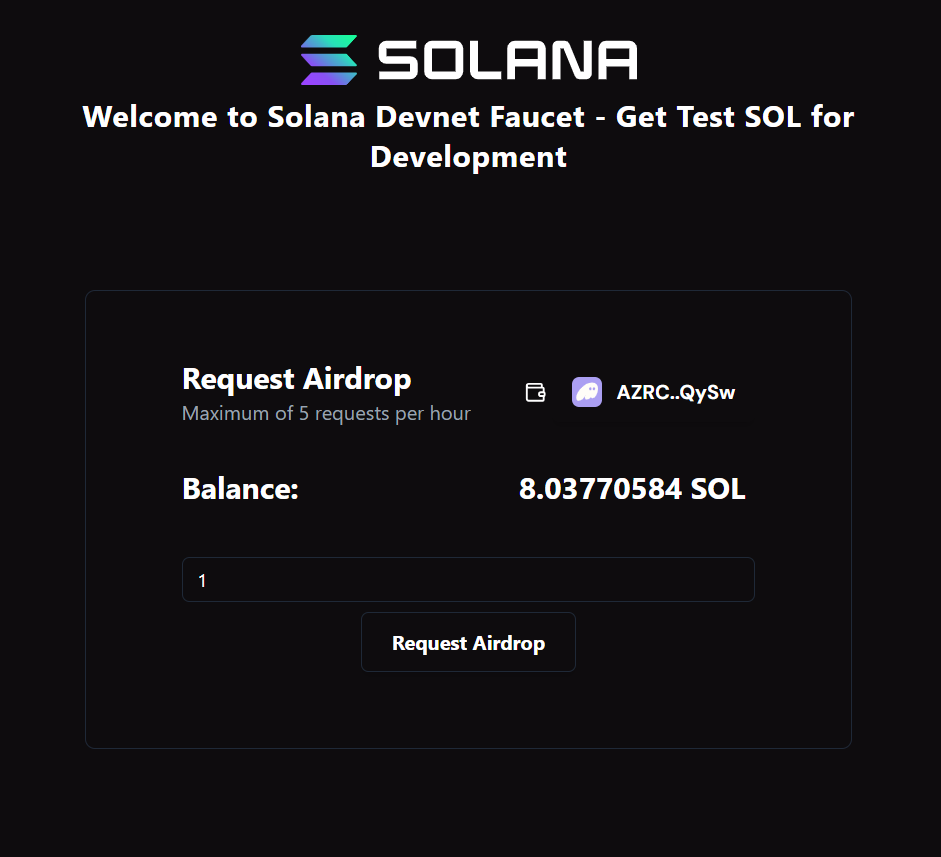 SOLANA
Welcome to Solana Devnet Faucet - Get Test SOL for
Development
Request Airdrop
Maximum of 5 requests per hour
AZRC..QySw
Balance:
8.03770584 SOL
1
Request Airdrop